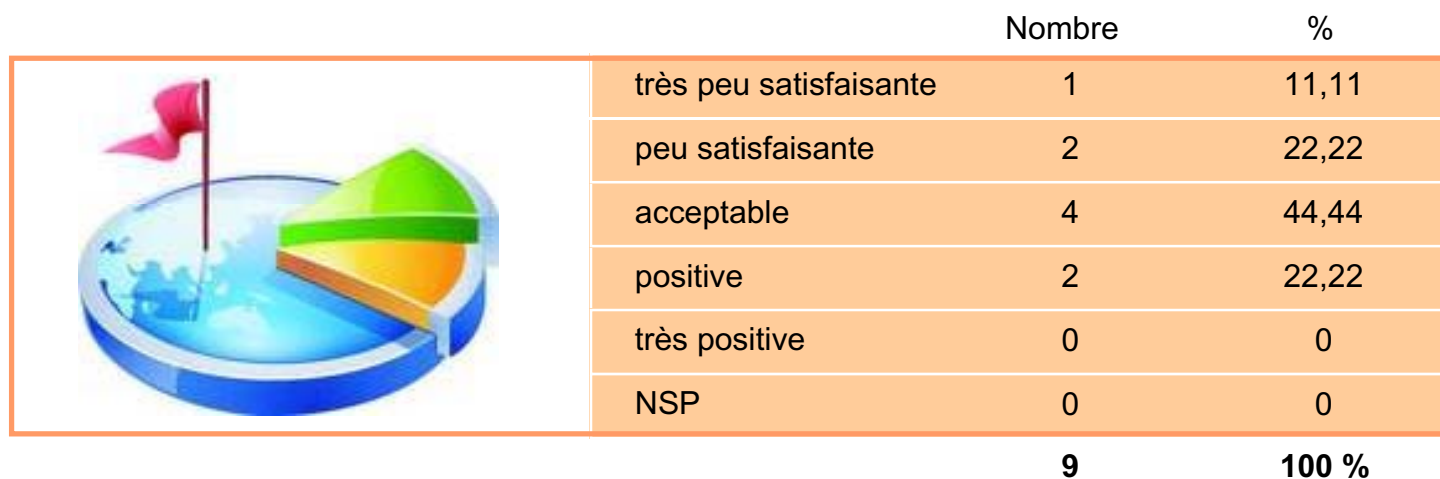 Nombre %
très peu satisfaisante 1 11,11
peu satisfaisante 2 22,22
acceptable 4 44,44
positive 2 22,22
très positive 0 0
NSP 0 0
9 100 %